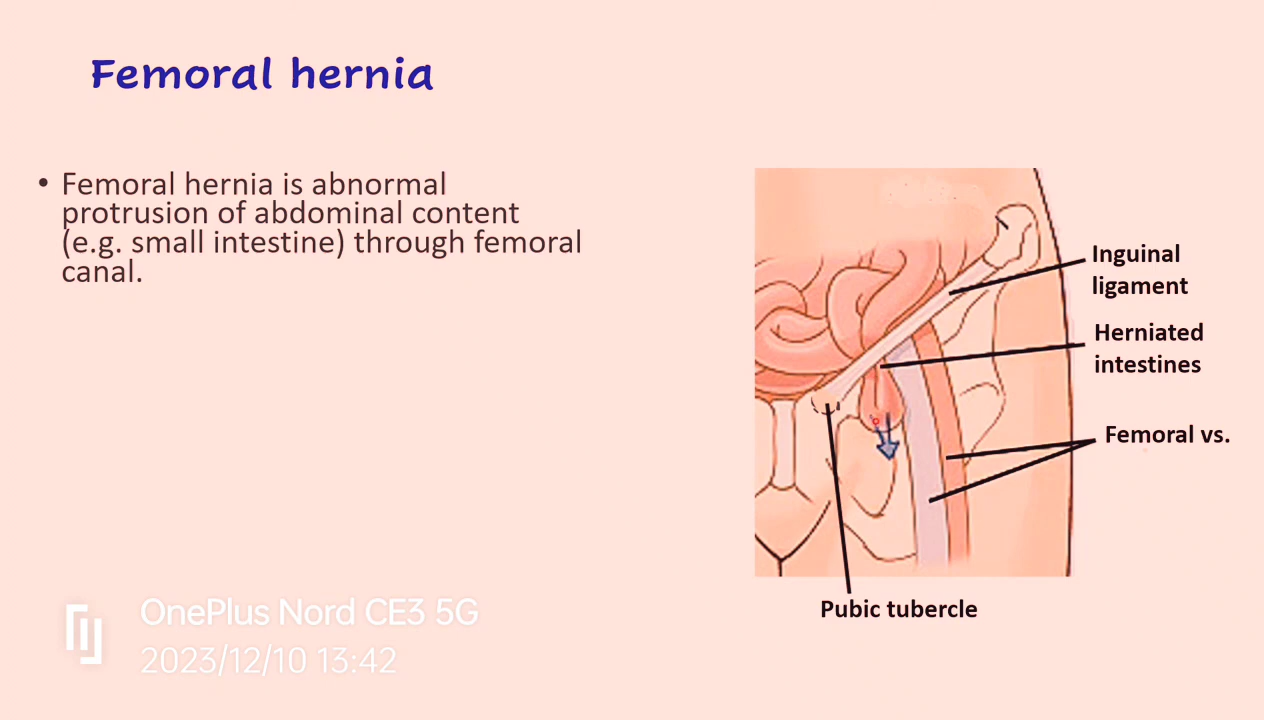 Femoral hernia
• Femoral hernia is abnormal
protrusion of abdominal content
(e.g. small intestine) through femoral
canal.
Inguinal
ligament
Herniated
intestines
Femoral vs.
Pubic tubercle
OnePlus Nord CE3 5G
2023/12/10 13:42